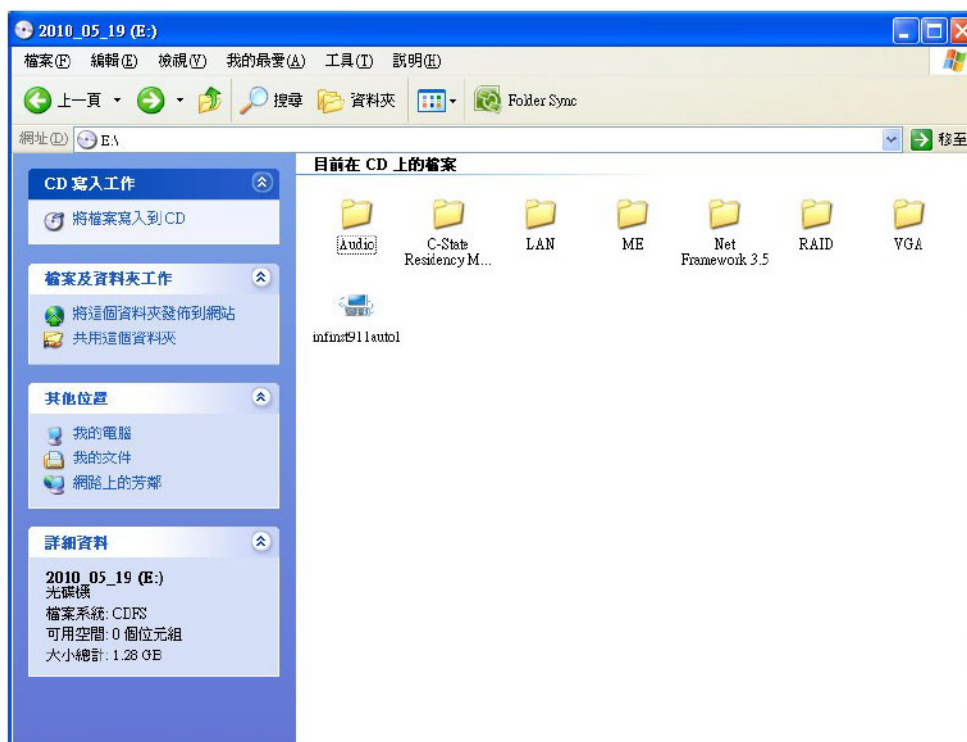 2010_05_19 (E:)
檔案(F) 編輯(E) 檢視(V) 我的最愛(A) 工具(T) 說明(H)
上一頁 搜尋 資料夾 Folder Sync
網址(D) E:\ 移至
CD 寫入工作
將檔案寫入到 CD
檔案及資料夾工作
將這個資料夾發佈到網站
共用這個資料夾
其他位置
我的電腦
我的文件
網路上的芳鄰
詳細資料
2010_05_19 (E:)
光碟機
檔案系統: CDFS
可用空間: 0 個位元組
大小總計: 1.28 GB
目前在 CD 上的檔案
Audio
C-State
Residency M...
LAN
ME
Net
Framework 3.5
RAID
VGA
infinst911auto1